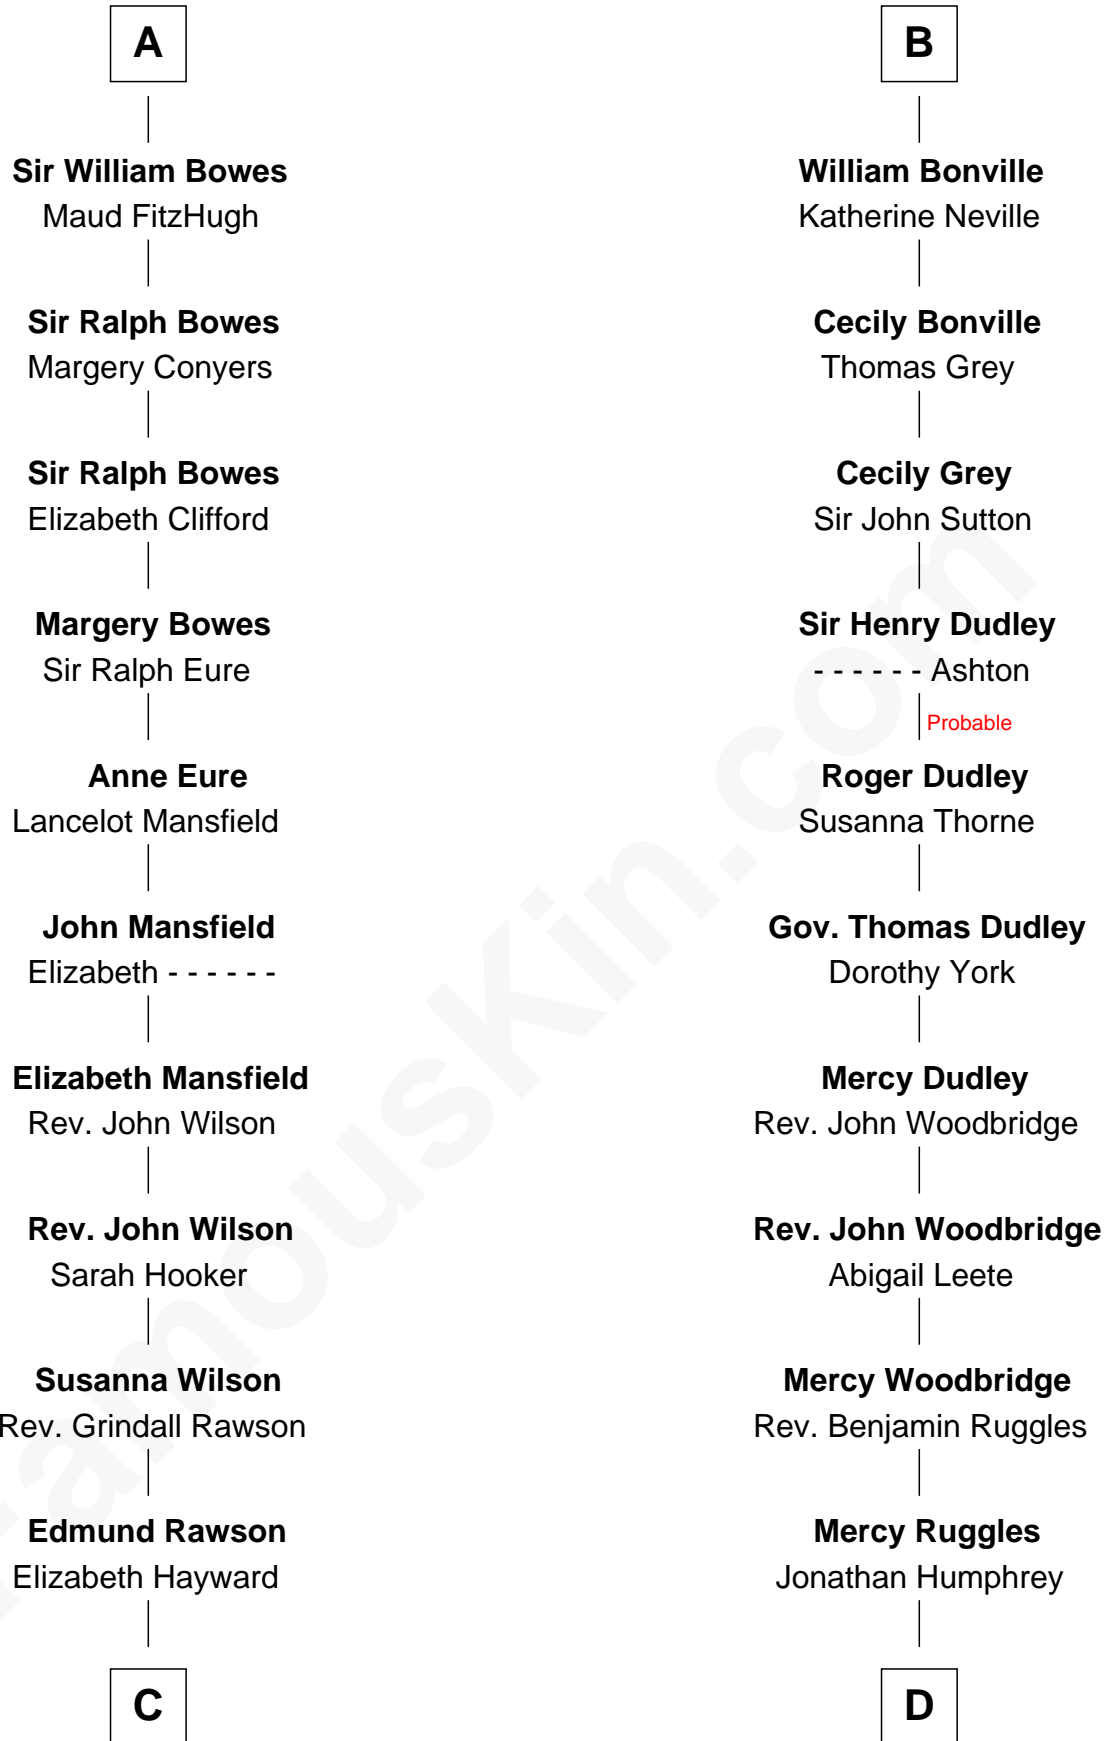 A
Sir William Bowes
Maud FitzHugh
Sir Ralph Bowes
Margery Conyers
Sir Ralph Bowes
Elizabeth Clifford
Margery Bowes
Sir Ralph Eure
Anne Eure
Lancelot Mansfield
John Mansfield
Elizabeth - - - - - -
Elizabeth Mansfield
Rev. John Wilson
Rev. John Wilson
Sarah Hooker
Susanna Wilson
Rev. Grindall Rawson
Edmund Rawson
Elizabeth Hayward
C
B
William Bonville
Katherine Neville
Cecily Bonville
Thomas Grey
Cecily Grey
Sir John Sutton
Sir Henry Dudley
- - - - - - Ashton
Probable
Roger Dudley
Susanna Thorne
Gov. Thomas Dudley
Dorothy York
Mercy Dudley
Rev. John Woodbridge
Rev. John Woodbridge
Abigail Leete
Mercy Woodbridge
Rev. Benjamin Ruggles
Mercy Ruggles
Jonathan Humphrey
D
FamousKin.com